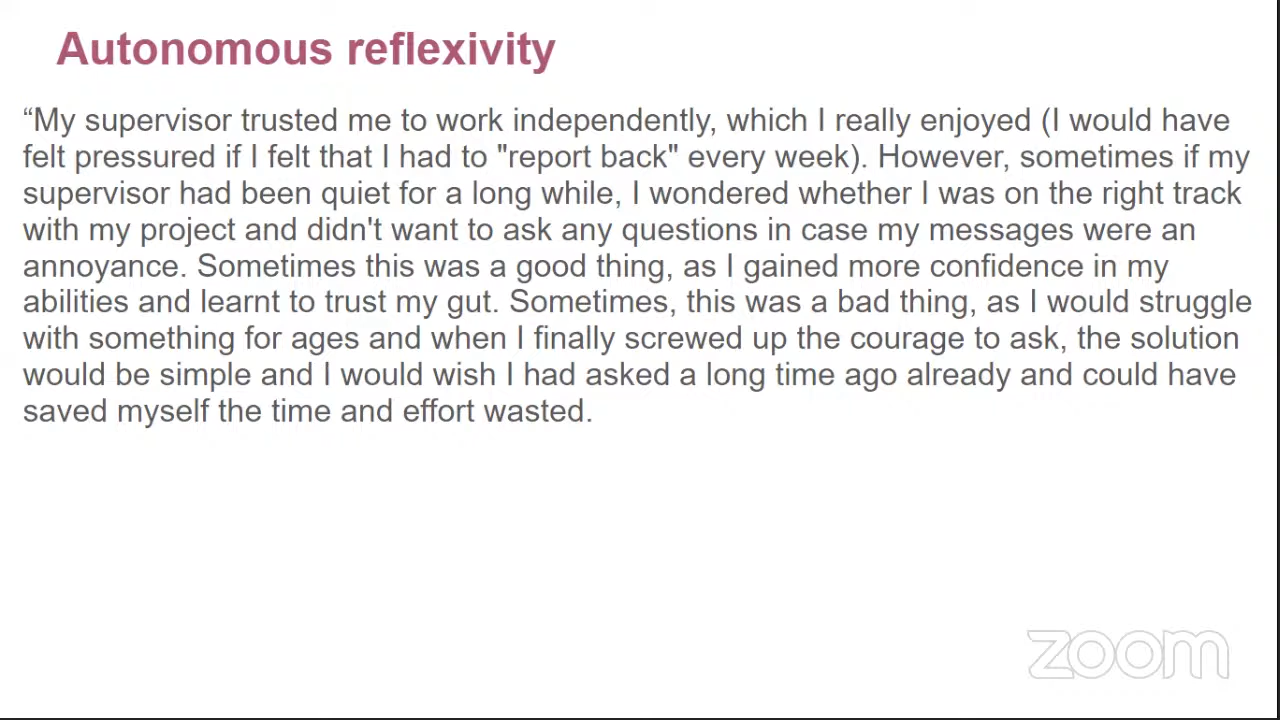 Autonomous reflexivity
“My supervisor trusted me to work independently, which I really enjoyed (I would have
felt pressured if I felt that I had to "report back" every week). However, sometimes if my
supervisor had been quiet for a long while, I wondered whether I was on the right track
with my project and didn't want to ask any questions in case my messages were an
annoyance. Sometimes this was a good thing, as I gained more confidence in my
abilities and learnt to trust my gut. Sometimes, this was a bad thing, as I would struggle
with something for ages and when I finally screwed up the courage to ask, the solution
would be simple and I would wish I had asked a long time ago already and could have
saved myself the time and effort wasted.
zoom